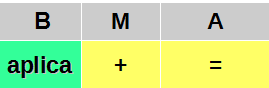 B M A
aplica + =